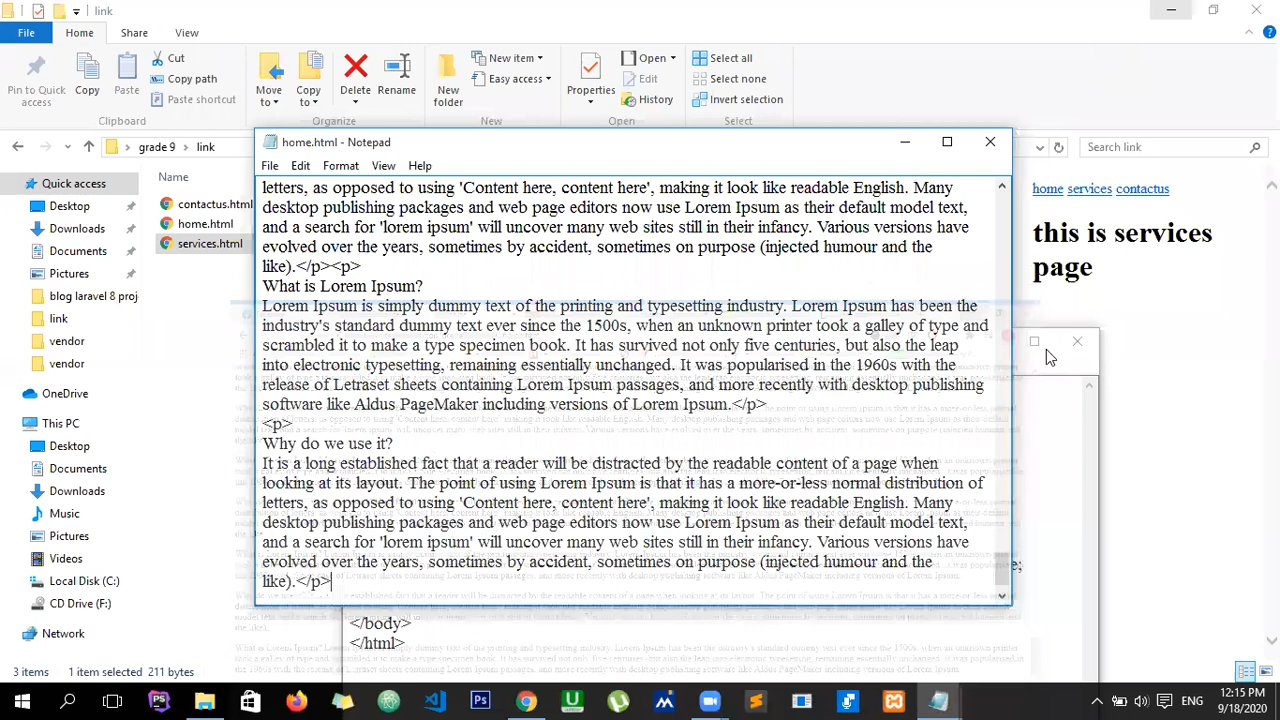 link
File
Home
Share
View
Pin to Quick
access
Copy
Paste
Cut
Copy path
Paste shortcut
Clipboard
Move
to
Copy
to
Delete
Rename
Organize
New
folder
New item
Easy access
New
Properties
Open
Edit
History
Open
Select all
Select none
Invert selection
Select
grade 9
link
Search link
Quick access
Desktop
Downloads
Documents
Pictures
blog laravel 8 proj
link
vendor
vendor
OneDrive
This PC
Desktop
Documents
Downloads
Music
Pictures
Videos
Local Disk (C:)
CD Drive (F:)
Network
Name
contactus.html
home.html
services.html
home.html - Notepad
File Edit Format View Help
letters, as opposed to using 'Content here, content here', making it look like readable English. Many
desktop publishing packages and web page editors now use Lorem Ipsum as their default model text,
and a search for 'lorem ipsum' will uncover many web sites still in their infancy. Various versions have
evolved over the years, sometimes by accident, sometimes on purpose (injected humour and the
like).</p><p>
What is Lorem Ipsum?
Lorem Ipsum is simply dummy text of the printing and typesetting industry. Lorem Ipsum has been the
industry's standard dummy text ever since the 1500s, when an unknown printer took a galley of type and
scrambled it to make a type specimen book. It has survived not only five centuries, but also the leap
into electronic typesetting, remaining essentially unchanged. It was popularised in the 1960s with the
release of Letraset sheets containing Lorem Ipsum passages, and more recently with desktop publishing
software like Aldus PageMaker including versions of Lorem Ipsum.</p>
<p>
Why do we use it?
It is a long established fact that a reader will be distracted by the readable content of a page when
looking at its layout. The point of using Lorem Ipsum is that it has a more-or-less normal distribution of
letters, as opposed to using 'Content here, content here', making it look like readable English. Many
desktop publishing packages and web page editors now use Lorem Ipsum as their default model text,
and a search for 'lorem ipsum' will uncover many web sites still in their infancy. Various versions have
evolved over the years, sometimes by accident, sometimes on purpose (injected humour and the
like).</p>
home services contactus
this is services
page
e;
</body>
</html>
3 items
1 item selected 211 bytes
ENG
12:15 PM
9/18/2020